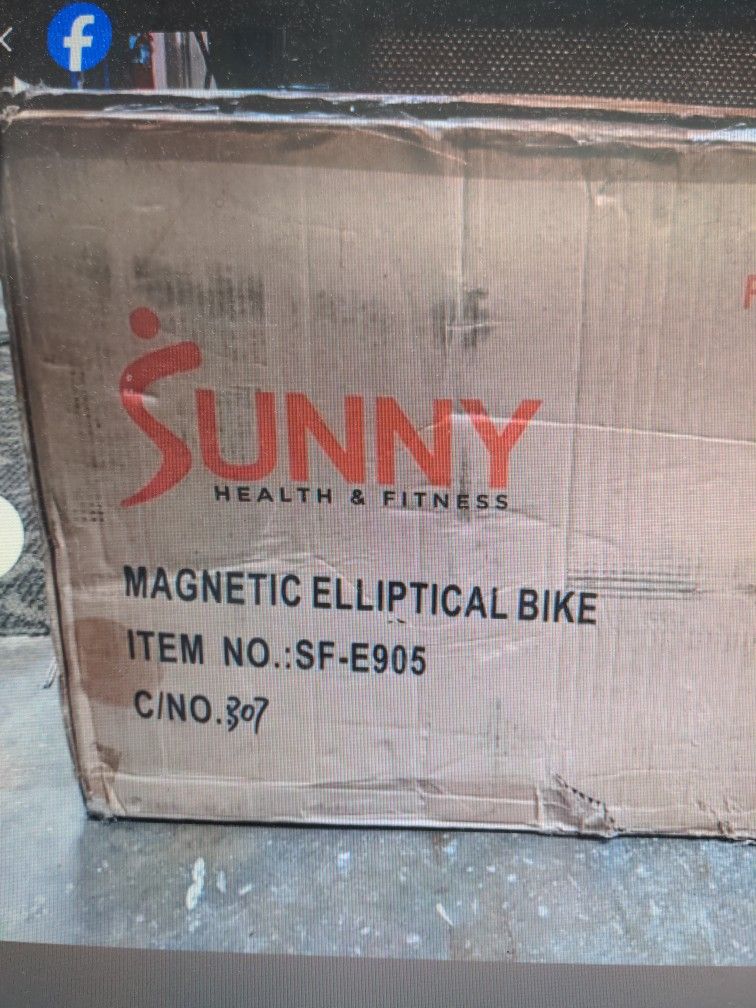 SUNNY
HEALTH & FITNESS
MAGNETIC ELLIPTICAL BIKE
ITEM NO.:SF-E905
C/NO.307